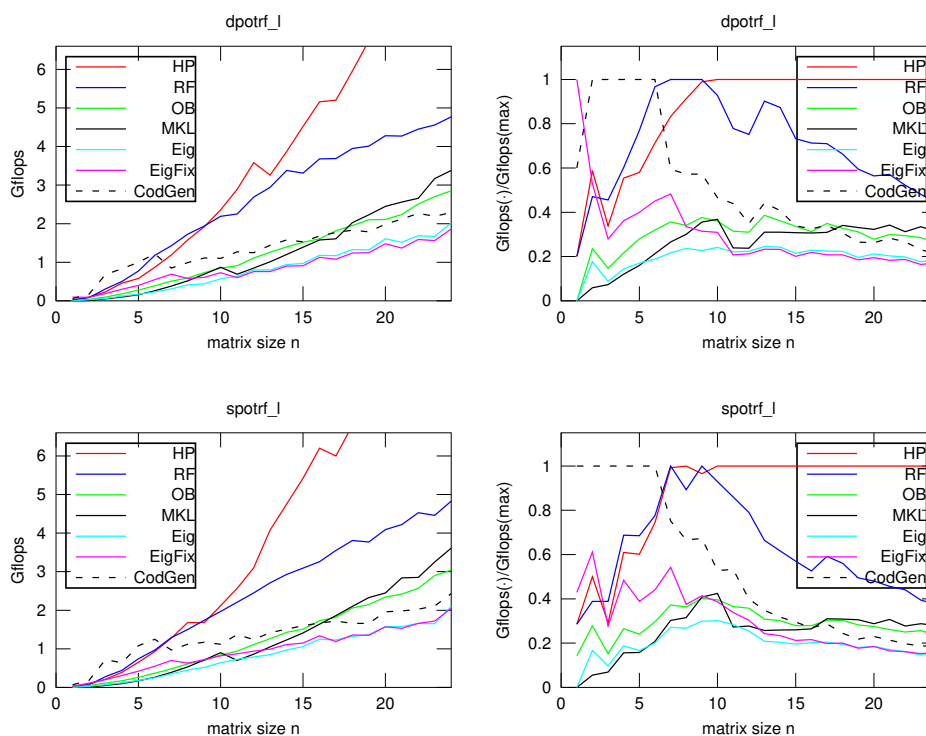 dpotrf_l
Gflops
6
5
4
3
2
1
0
0 5 10 15 20
matrix size n
HP
RF
OB
MKL
Eig
EigFix
CodGen
dpotrf_l
Gflops(·)/Gflops(max)
1
0.8
0.6
0.4
0.2
0
0 5 10 15 20
matrix size n
HP
RF
OB
MKL
Eig
EigFix
CodGen
spotrf_l
Gflops
6
5
4
3
2
1
0
0 5 10 15 20
matrix size n
HP
RF
OB
MKL
Eig
EigFix
CodGen
spotrf_l
Gflops(·)/Gflops(max)
1
0.8
0.6
0.4
0.2
0
0 5 10 15 20
matrix size n
HP
RF
OB
MKL
Eig
EigFix
CodGen